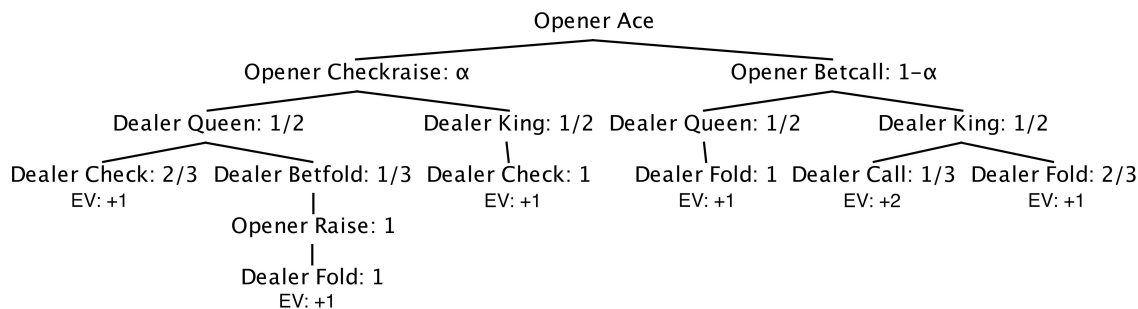 Opener Ace
Opener Checkraise: α
Opener Betcall: 1-α
Dealer Queen: 1/2
Dealer King: 1/2
Dealer Queen: 1/2
Dealer King: 1/2
Dealer Check: 2/3
Dealer Betfold: 1/3
Dealer Check: 1
Dealer Fold: 1
Dealer Call: 1/3
Dealer Fold: 2/3
EV: +1
EV: +1
EV: +1
EV: +2
EV: +1
Opener Raise: 1
Dealer Fold: 1
EV: +1